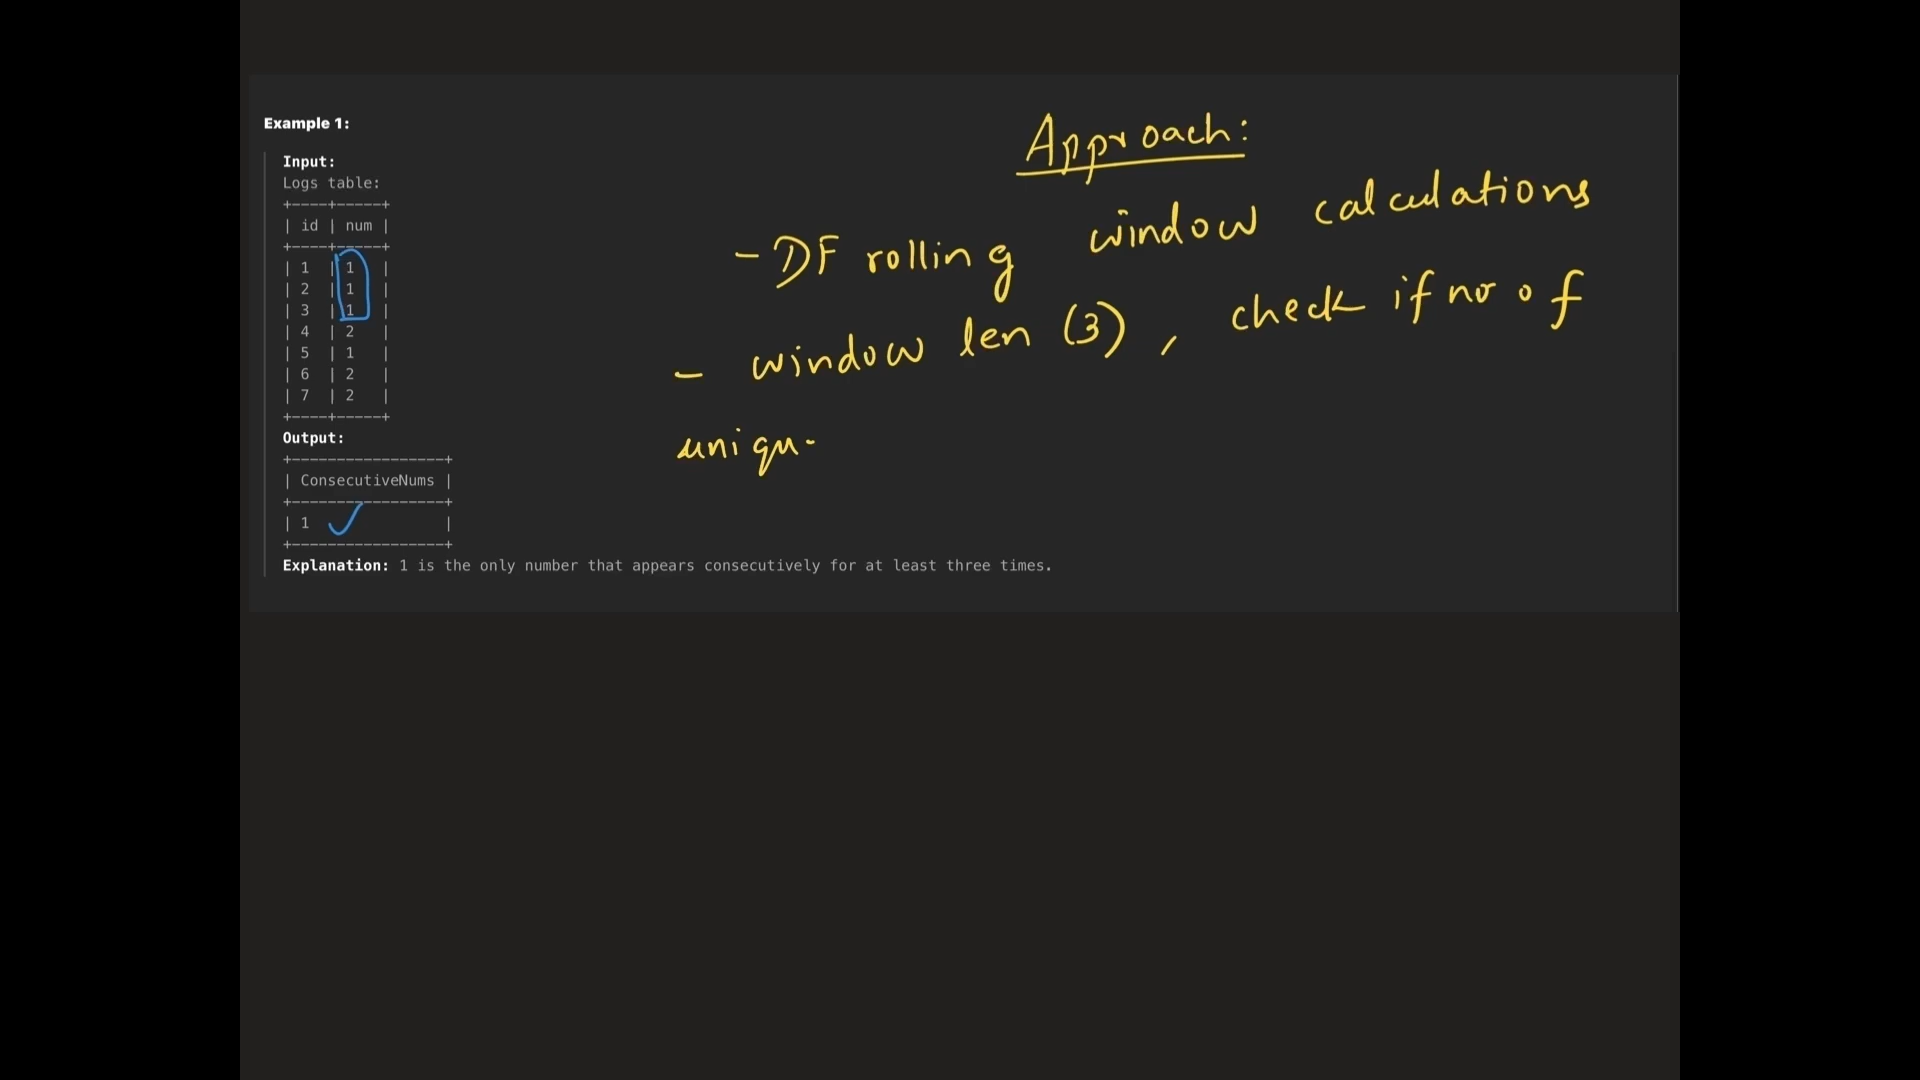 Example 1:
Input:
Logs table:
+----+-----+
| id | num |
+----+-----+
| 1 | 1 |
| 2 | 1 |
| 3 | 1 |
| 4 | 2 |
| 5 | 1 |
| 6 | 2 |
| 7 | 2 |
+----+-----+
Output:
+-----------------+
| ConsecutiveNums |
+-----------------+
| 1 |
+-----------------+
Explanation: 1 is the only number that appears consecutively for at least three times.
Approach:
- DF rolling window calculations
- window len (3), check if no of
uniqu